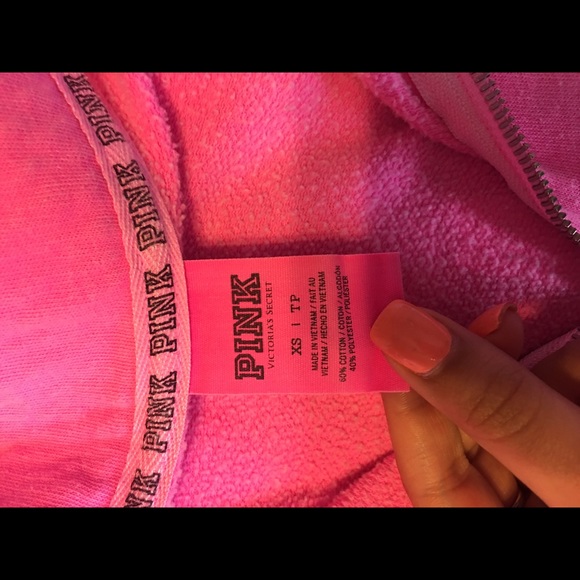 PINK PINK PINK PINK NK
PINK
VICTORIA'S SECRET
XS | TP
MADE IN VIETNAM / FAIT AU
VIETNAM / HECHO EN VIETNAM
60% COTTON / COTON / ALGODÓN
40% POLYESTER / POLIÉSTER